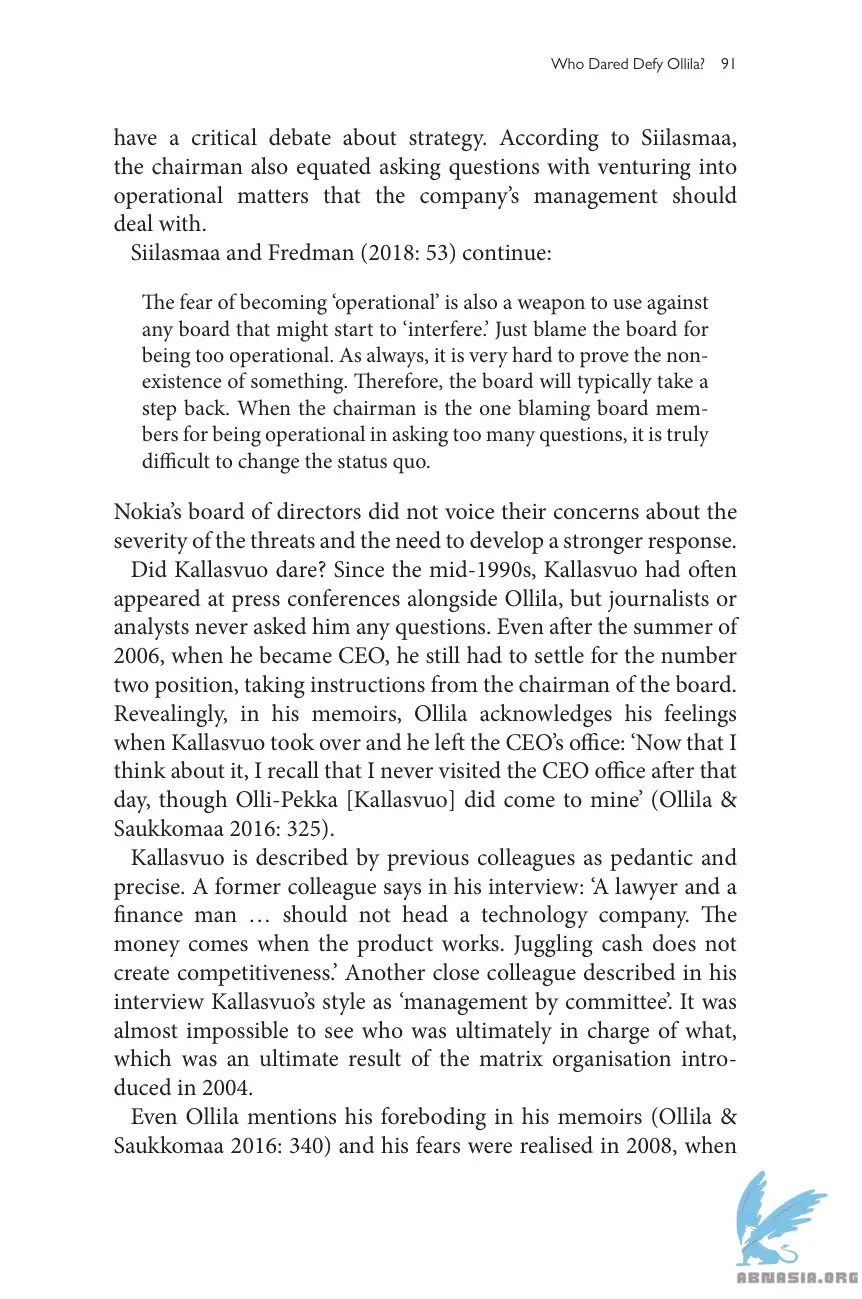 Who Dared Defy Ollila? 91
have a critical debate about strategy. According to Siilasmaa,
the chairman also equated asking questions with venturing into
operational matters that the company’s management should
deal with.
Siilasmaa and Fredman (2018: 53) continue:
The fear of becoming ‘operational’ is also a weapon to use against
any board that might start to ‘interfere.’ Just blame the board for
being too operational. As always, it is very hard to prove the non-
existence of something. Therefore, the board will typically take a
step back. When the chairman is the one blaming board mem-
bers for being operational in asking too many questions, it is truly
difficult to change the status quo.
Nokia’s board of directors did not voice their concerns about the
severity of the threats and the need to develop a stronger response.
Did Kallasvuo dare? Since the mid-1990s, Kallasvuo had often
appeared at press conferences alongside Ollila, but journalists or
analysts never asked him any questions. Even after the summer of
2006, when he became CEO, he still had to settle for the number
two position, taking instructions from the chairman of the board.
Revealingly, in his memoirs, Ollila acknowledges his feelings
when Kallasvuo took over and he left the CEO’s office: ‘Now that I
think about it, I recall that I never visited the CEO office after that
day, though Olli-Pekka [Kallasvuo] did come to mine’ (Ollila &
Saukkomaa 2016: 325).
Kallasvuo is described by previous colleagues as pedantic and
precise. A former colleague says in his interview: ‘A lawyer and a
finance man … should not head a technology company. The
money comes when the product works. Juggling cash does not
create competitiveness.’ Another close colleague described in his
interview Kallasvuo’s style as ‘management by committee’. It was
almost impossible to see who was ultimately in charge of what,
which was an ultimate result of the matrix organisation intro-
duced in 2004.
Even Ollila mentions his foreboding in his memoirs (Ollila &
Saukkomaa 2016: 340) and his fears were realised in 2008, when
ABNASIA.ORG